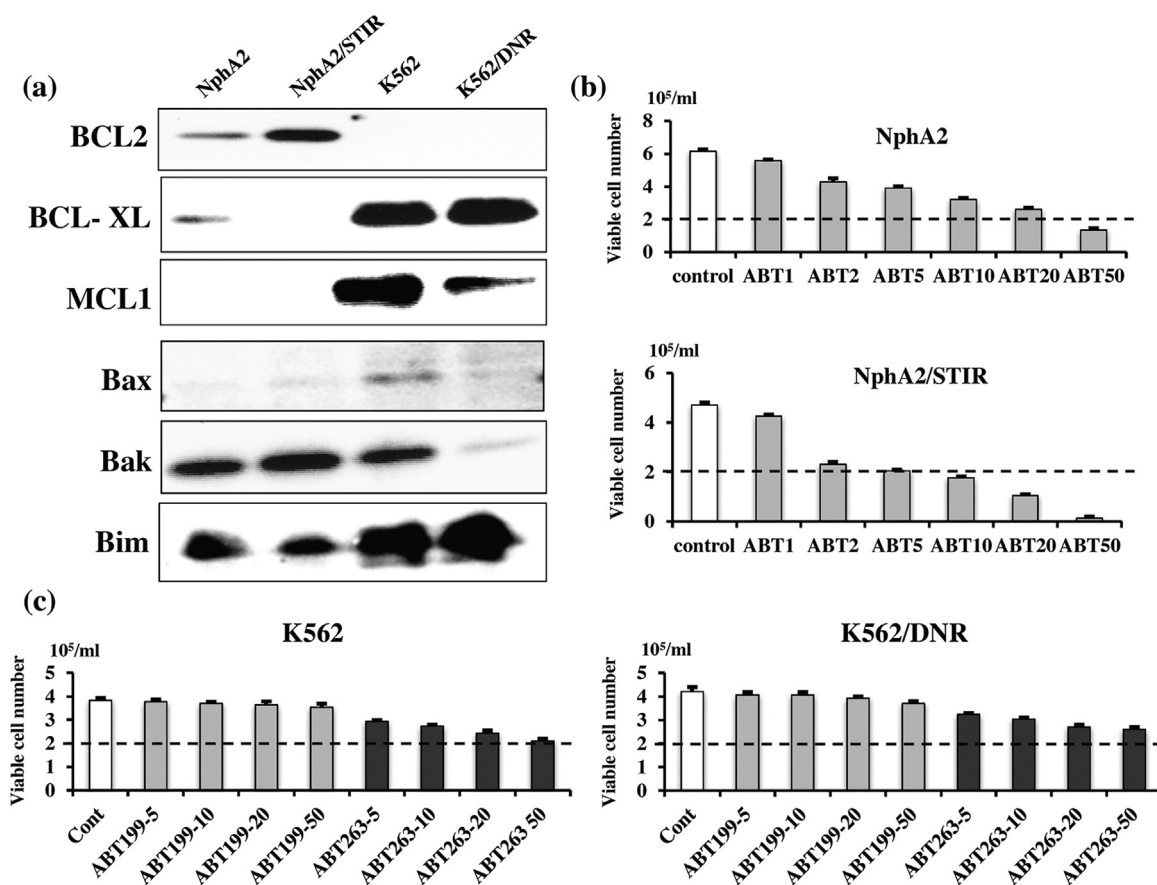 (a)
NphA2
NphA2/STIR
K562
K562/DNR
BCL2
BCL- XL
MCL1
Bax
Bak
Bim
(b)
10⁵/ml
NphA2
Viable cell number
8
6
4
2
0
control ABT1 ABT2 ABT5 ABT10 ABT20 ABT50
10⁵/ml
NphA2/STIR
Viable cell number
6
4
2
0
control ABT1 ABT2 ABT5 ABT10 ABT20 ABT50
(c)
K562
10⁵/ml
Viable cell number
5
4
3
2
1
0
Cont ABT199-5 ABT199-10 ABT199-20 ABT199-50 ABT263-5 ABT263-10 ABT263-20 ABT263 50
K562/DNR
10⁵/ml
Viable cell number
5
4
3
2
1
0
Cont ABT199-5 ABT199-10 ABT199-20 ABT199-50 ABT263-5 ABT263-10 ABT263-20 ABT263-50